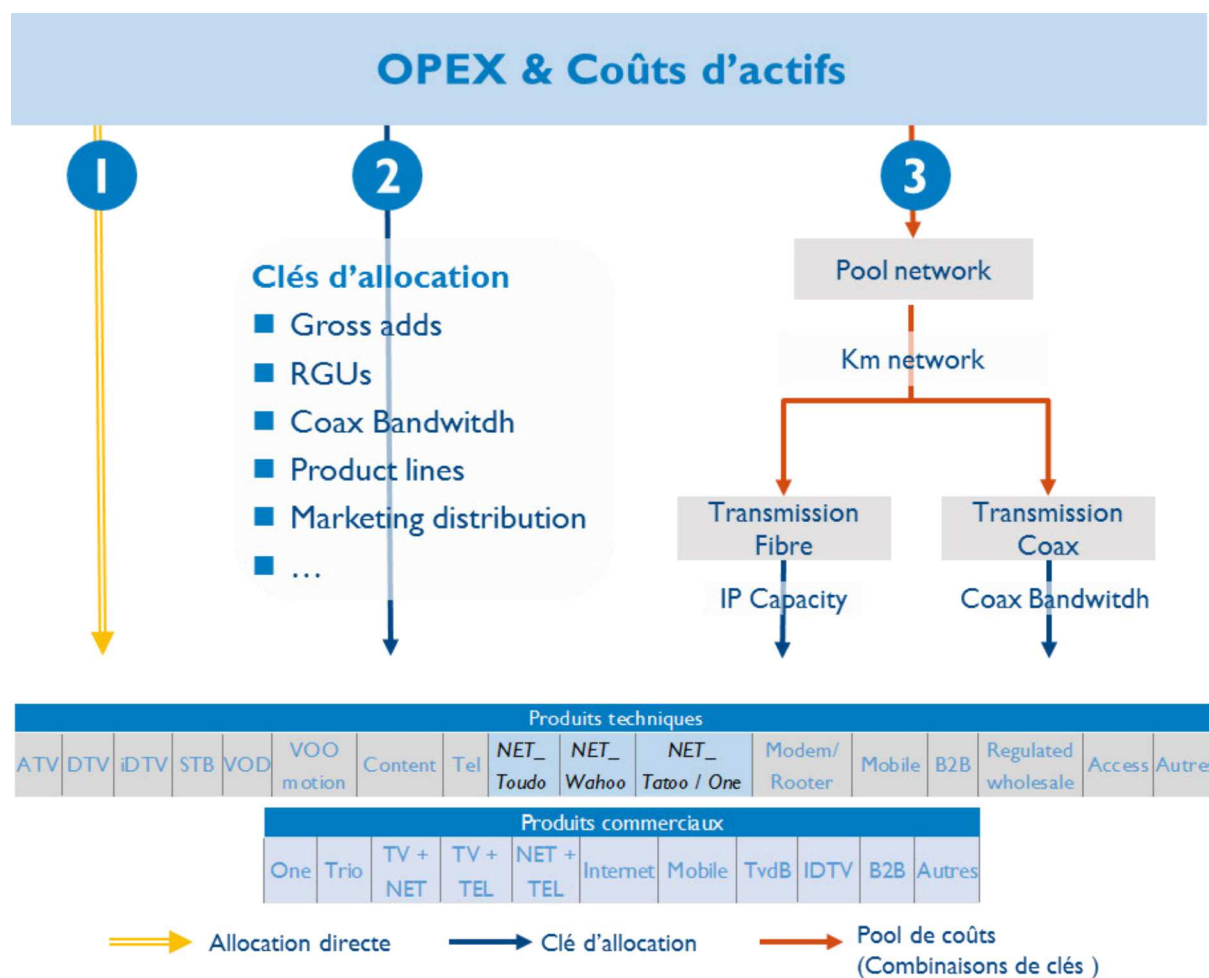 OPEX & Coûts d'actifs
1
2
3
Clés d'allocation
Gross adds
RGUs
Coax Bandwitdh
Product lines
Marketing distribution
…
Pool network
Km network
Transmission
Fibre
Transmission
Coax
IP Capacity
Coax Bandwitdh
Produits techniques
ATV DTV iDTV STB VOD VOO motion Content Tel NET_ Toudo NET_ Wahoo NET_ Tatoo / One Modem/ Rooter Mobile B2B Regulated wholesale Access Autres
Produits commerciaux
One Trio TV + NET TV + TEL NET + TEL Internet Mobile TvdB IDTV B2B Autres
Allocation directe
Clé d'allocation
Pool de coûts
(Combinaisons de clés )